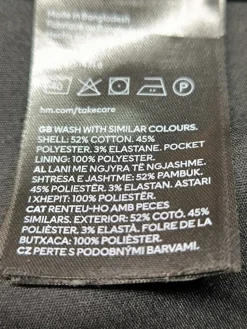 Made in Bangladesh
40
P
hm.com/takecare
GB WASH WITH SIMILAR COLOURS.
SHELL: 52% COTTON. 45%
POLYESTER. 3% ELASTANE. POCKET
LINING: 100% POLYESTER.
AL LANI ME NGJYRA TË NGJASHME.
SHTRESA E JASHTME: 52% PAMBUK.
45% POLIESTËR. 3% ELASTAN. ASTARI
I XHEPIT: 100% POLIESTËR.
CAT RENTEU-HO AMB PECES
SIMILARS. EXTERIOR: 52% COTÓ. 45%
POLIÈSTER. 3% ELASTÀ. FOLRE DE LA
BUTXACA: 100% POLIÈSTER.
CZ PERTE S PODOBNÝMI BARVAMI.